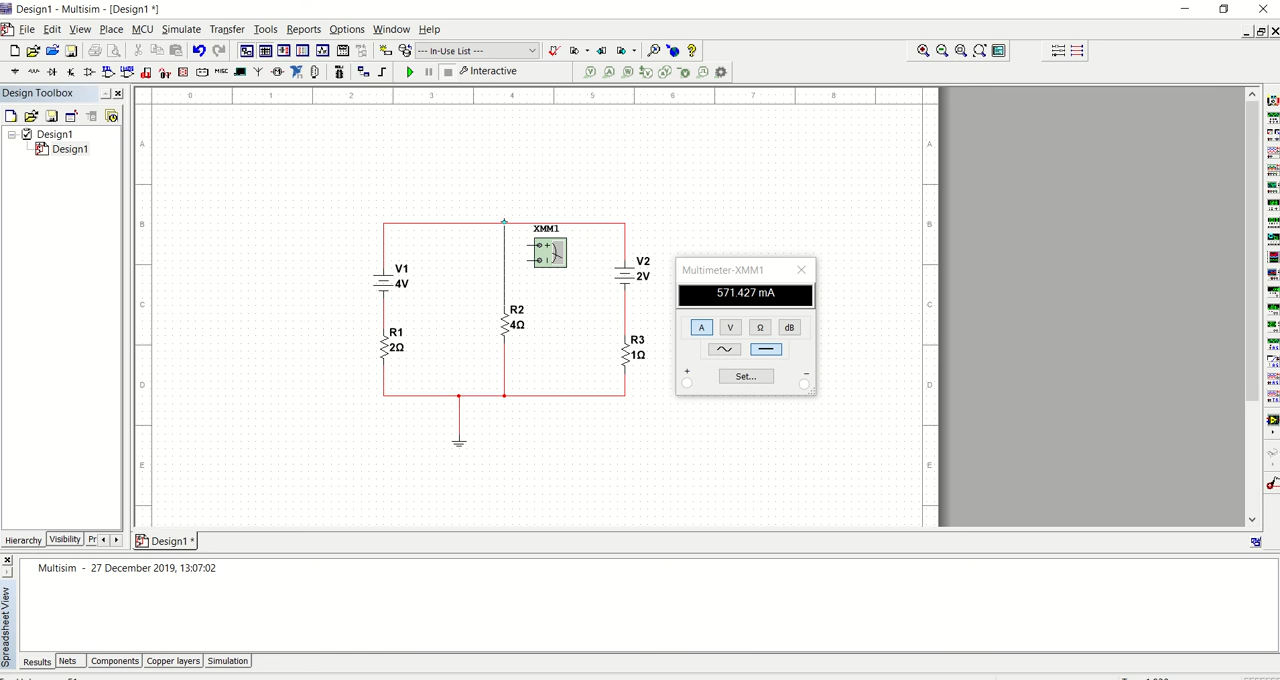 Design1 - Multisim - [Design1 *]
File Edit View Place MCU Simulate Transfer Tools Reports Options Window Help
--- In-Use List ---
Interactive
Design Toolbox
Design1
Design1
0 1 2 3 4 5 6 7 8
A A
B B
C C
D D
E E
XMM1
V1
4V
R1
2Ω
R2
4Ω
V2
2V
R3
1Ω
Multimeter-XMM1
571.427 mA
A V Ω dB
+ Set... −
Hierarchy Visibility Pr
Design1 *
Multisim - 27 December 2019, 13:07:02
Spreadsheet View
Results Nets Components Copper layers Simulation